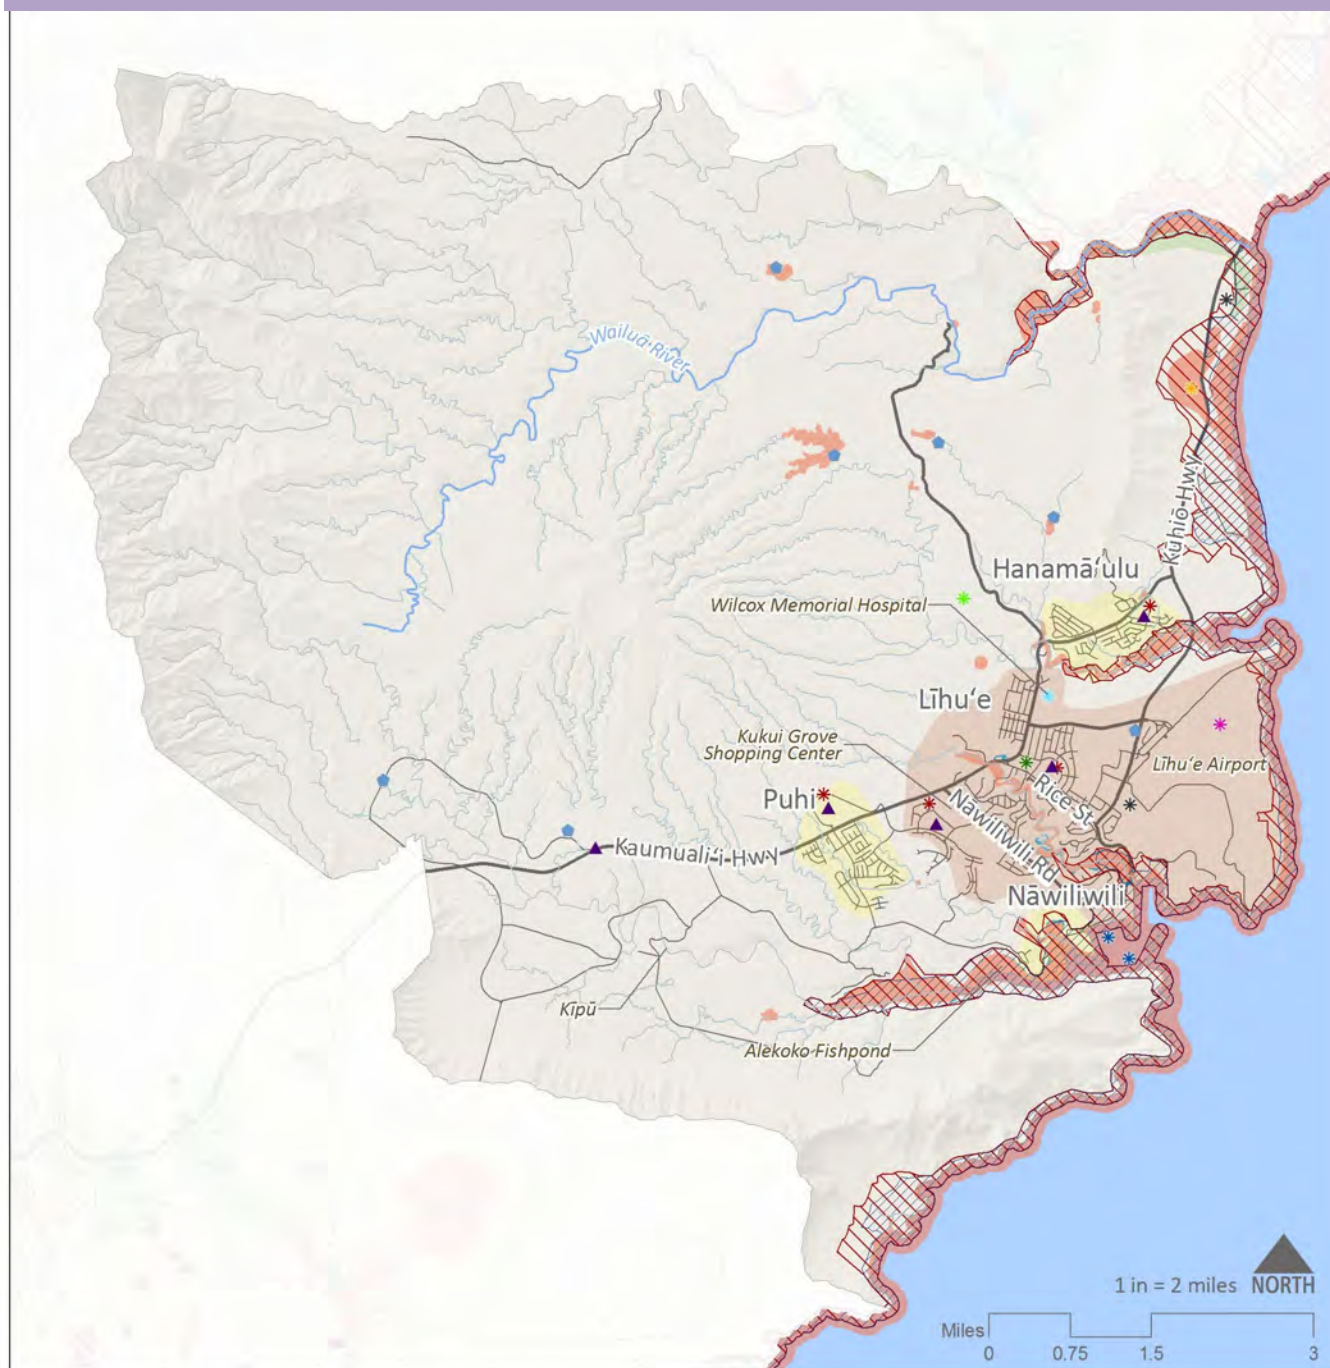 Wailuā River
Kuhiō Hwy
Hanamāʻulu
Wilcox Memorial Hospital
Līhuʻe
Kukui Grove
Shopping Center
Līhuʻe Airport
Puhi
Rice St.
Nāwiliwili Rd
Kaumualiʻi Hwy
Nāwiliwili
Kīpū
Alekoko Fishpond
1 in = 2 miles NORTH
Miles
0 0.75 1.5 3